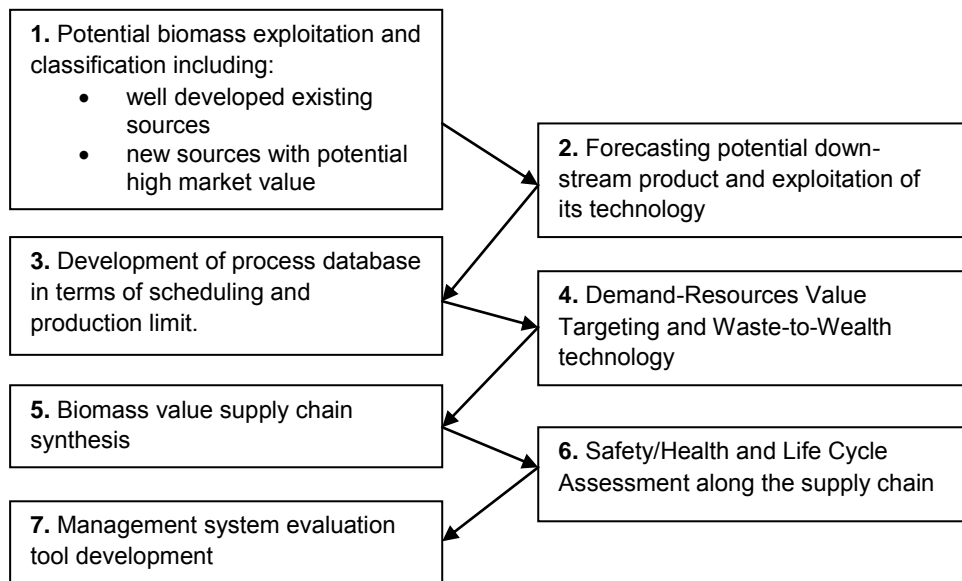 1. Potential biomass exploitation and
classification including:
• well developed existing
sources
• new sources with potential
high market value
2. Forecasting potential down-
stream product and exploitation of
its technology
3. Development of process database
in terms of scheduling and
production limit.
4. Demand-Resources Value
Targeting and Waste-to-Wealth
technology
5. Biomass value supply chain
synthesis
6. Safety/Health and Life Cycle
Assessment along the supply chain
7. Management system evaluation
tool development